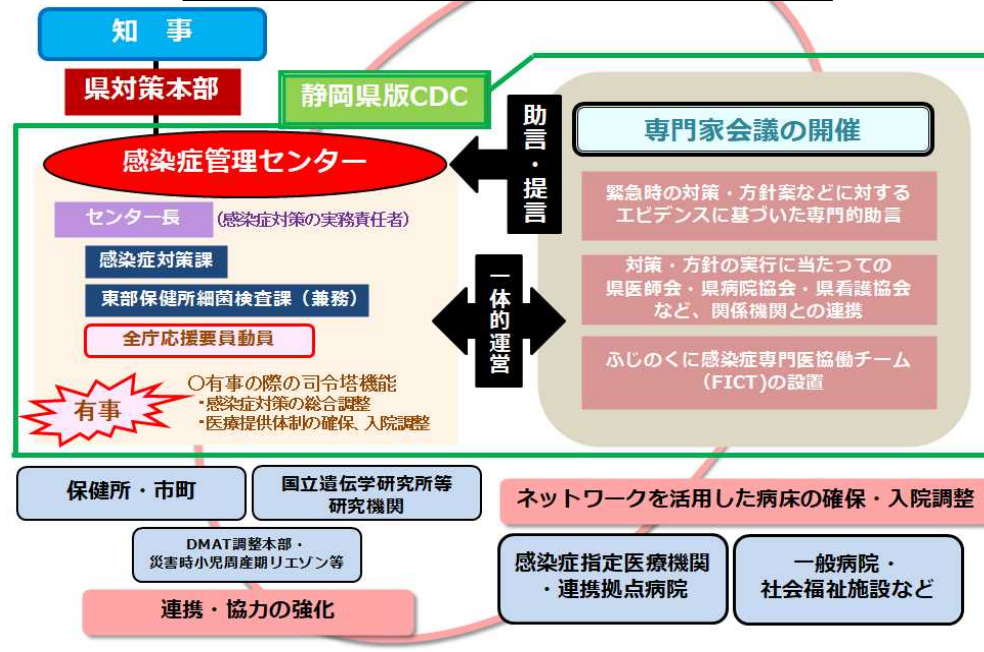 知　事
県対策本部
静岡県版CDC
感染症管理センター
センター長 (感染症対策の実務責任者)
感染症対策課
東部保健所細菌検査課（兼務）
全庁応援要員動員
有事
○有事の際の司令塔機能
・感染症対策の総合調整
・医療提供体制の確保、入院調整
助言・提言
一体的運営
専門家会議の開催
緊急時の対策・方針案などに対する
エビデンスに基づいた専門的助言
対策・方針の実行に当たっての
県医師会・県病院協会・県看護協会
など、関係機関との連携
ふじのくに感染症専門医協働チーム
（FICT)の設置
保健所・市町
国立遺伝学研究所等
研究機関
DMAT調整本部・
災害時小児周産期リエゾン等
連携・協力の強化
ネットワークを活用した病床の確保・入院調整
感染症指定医療機関
・連携拠点病院
一般病院・
社会福祉施設など